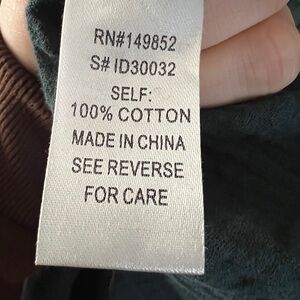 RN#149852
S# ID30032
SELF:
100% COTTON
MADE IN CHINA
SEE REVERSE
FOR CARE